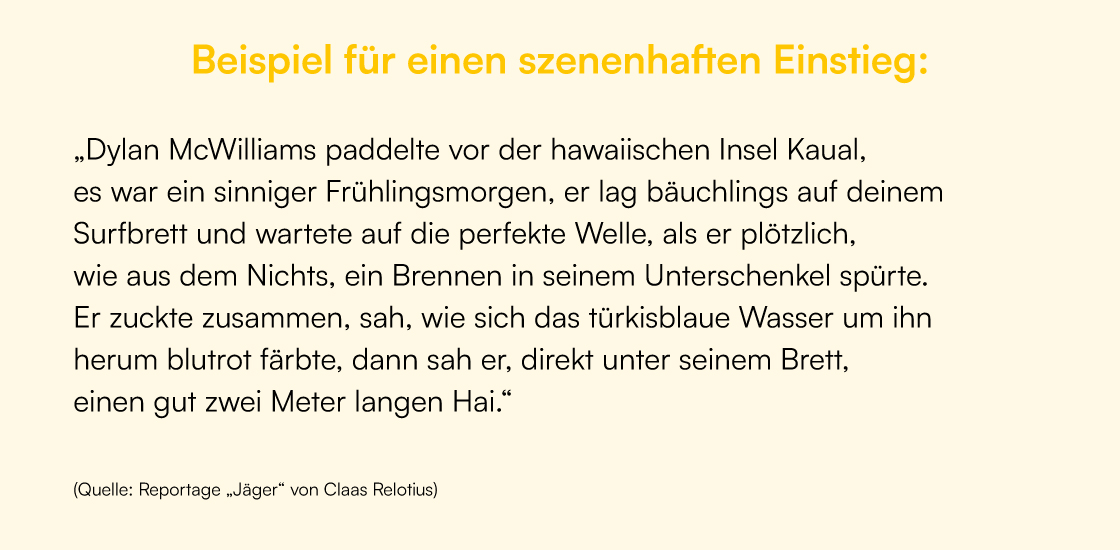 Beispiel für einen szenenhaften Einstieg:
„Dylan McWilliams paddelte vor der hawaiischen Insel Kaual,
es war ein sinniger Frühlingsmorgen, er lag bäuchlings auf deinem
Surfbrett und wartete auf die perfekte Welle, als er plötzlich,
wie aus dem Nichts, ein Brennen in seinem Unterschenkel spürte.
Er zuckte zusammen, sah, wie sich das türkisblaue Wasser um ihn
herum blutrot färbte, dann sah er, direkt unter seinem Brett,
einen gut zwei Meter langen Hai.“
(Quelle: Reportage „Jäger“ von Claas Relotius)